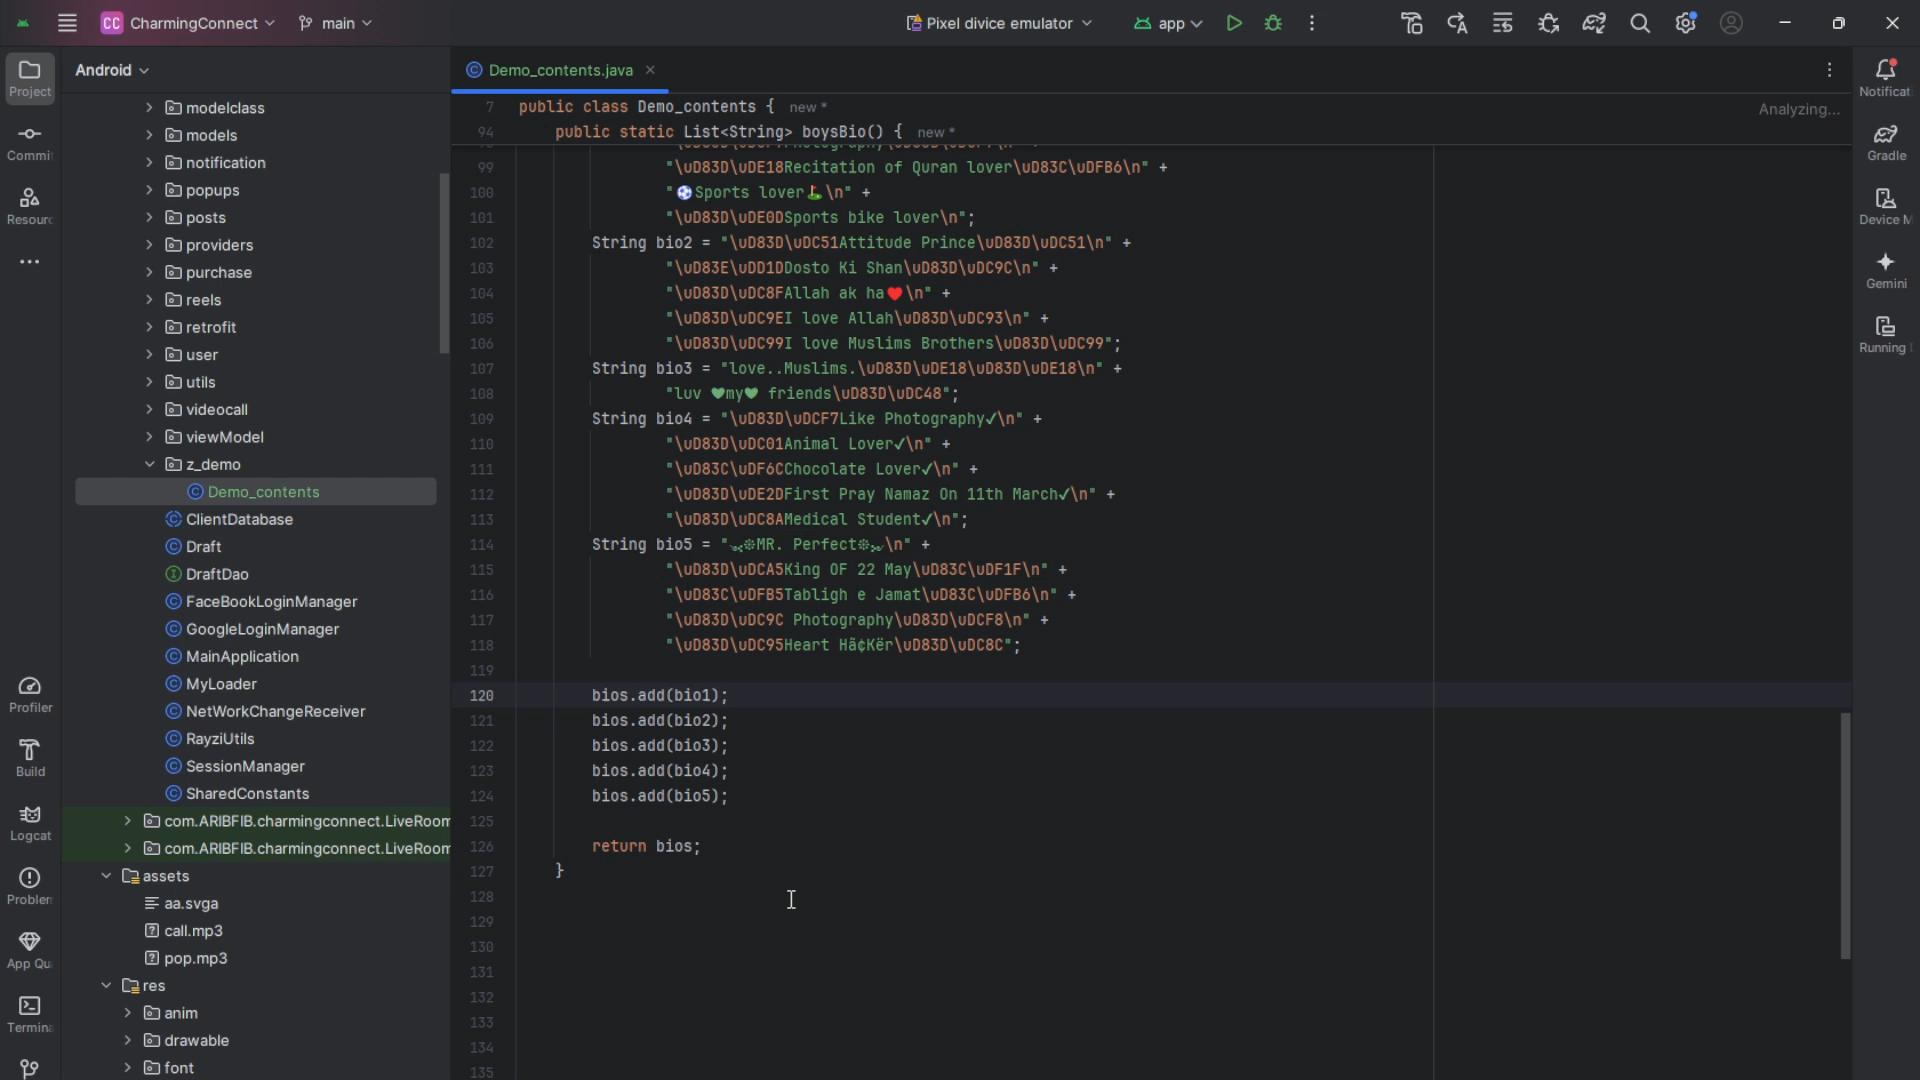 CC CharmingConnect main Pixel divice emulator app
Project
Commi
Resourc
Profiler
Build
Logcat
Problem
App Qu
Termina
Android
modelclass
models
notification
popups
posts
providers
purchase
reels
retrofit
user
utils
videocall
viewModel
z_demo
Demo_contents
ClientDatabase
Draft
DraftDao
FaceBookLoginManager
GoogleLoginManager
MainApplication
MyLoader
NetWorkChangeReceiver
RayziUtils
SessionManager
SharedConstants
com.ARIBFIB.charmingconnect.LiveRoom
com.ARIBFIB.charmingconnect.LiveRoom
assets
aa.svga
call.mp3
pop.mp3
res
anim
drawable
font
Demo_contents.java
7 public class Demo_contents { new *
Analyzing...
94 public static List<String> boysBio() { new *
99 "\uD83D\uDE18Recitation of Quran lover\uD83C\uDFB6\n" +
100 "⚽Sports lover⛳\n" +
101 "\uD83D\uDE0DSports bike lover\n";
102 String bio2 = "\uD83D\uDC51Attitude Prince\uD83D\uDC51\n" +
103 "\uD83E\uDD1DDosto Ki Shan\uD83D\uDC9C\n" +
104 "\uD83D\uDC8FAllah ak ha♥️\n" +
105 "\uD83D\uDC9EI love Allah\uD83D\uDC93\n" +
106 "\uD83D\uDC99I love Muslims Brothers\uD83D\uDC99";
107 String bio3 = "love..Muslims.\uD83D\uDE18\uD83D\uDE18\n" +
108 "luv ♥my♥ friends\uD83D\uDC48";
109 String bio4 = "\uD83D\uDCF7Like Photography✓\n" +
110 "\uD83D\uDC01Animal Lover✓\n" +
111 "\uD83C\uDF6CChocolate Lover✓\n" +
112 "\uD83D\uDE2DFirst Pray Namaz On 11th March✓\n" +
113 "\uD83D\uDC8AMedical Student✓\n";
114 String bio5 = "MR. Perfect\n" +
115 "\uD83D\uDCA5King OF 22 May\uD83C\uDF1F\n" +
116 "\uD83C\uDFB5Tabligh e Jamat\uD83C\uDFB6\n" +
117 "\uD83D\uDC9C Photography\uD83D\uDCF8\n" +
118 "\uD83D\uDC95Heart Hã¢Kër\uD83D\uDC8C";
119
120 bios.add(bio1);
121 bios.add(bio2);
122 bios.add(bio3);
123 bios.add(bio4);
124 bios.add(bio5);
125
126 return bios;
127 }
128
129
130
131
132
133
134
135
Notificat
Gradle
Device M
Gemini
Running